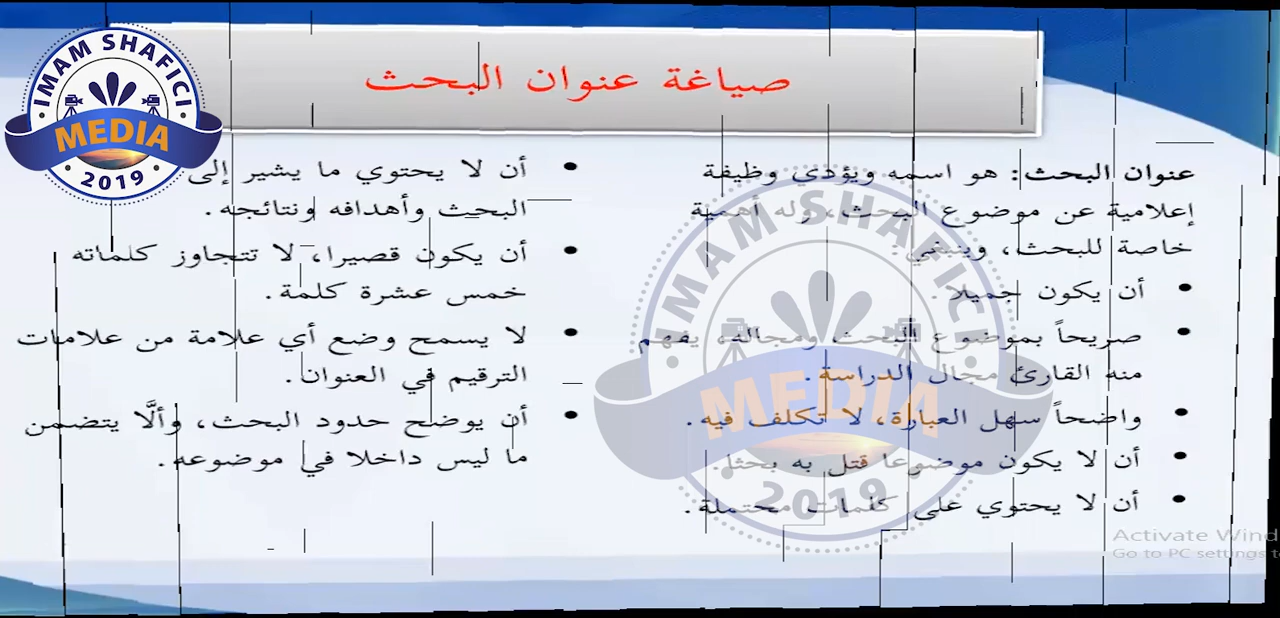 IMAM SHAFICI
MEDIA
2019
صياغة عنوان البحث
عنوان البحث: هو اسمه ويؤدي وظيفة
إعلامية عن موضوع البحث، وله أهمية
خاصة للبحث، وينبغي:
• أن يكون جميلا.
• صريحاً بموضوع البحث ومجاله، يفهم
منه القارئ مجال الدراسة.
• واضحاً سهل العبارة، لا تكلف فيه.
• أن لا يكون موضوعا قتل به بحثا.
• أن لا يحتوي على كلمات محتملة.
• أن لا يحتوي ما يشير إلى
البحث وأهدافه ونتائجه.
• أن يكون قصيرا، لا تتجاوز كلماته
خمس عشرة كلمة.
• لا يسمح وضع أي علامة من علامات
الترقيم في العنوان.
• أن يوضح حدود البحث، وألَّا يتضمن
ما ليس داخلا في موضوعه.
IMAM SHAFICI
MEDIA
2019
Activate Wind
Go to PC settings t